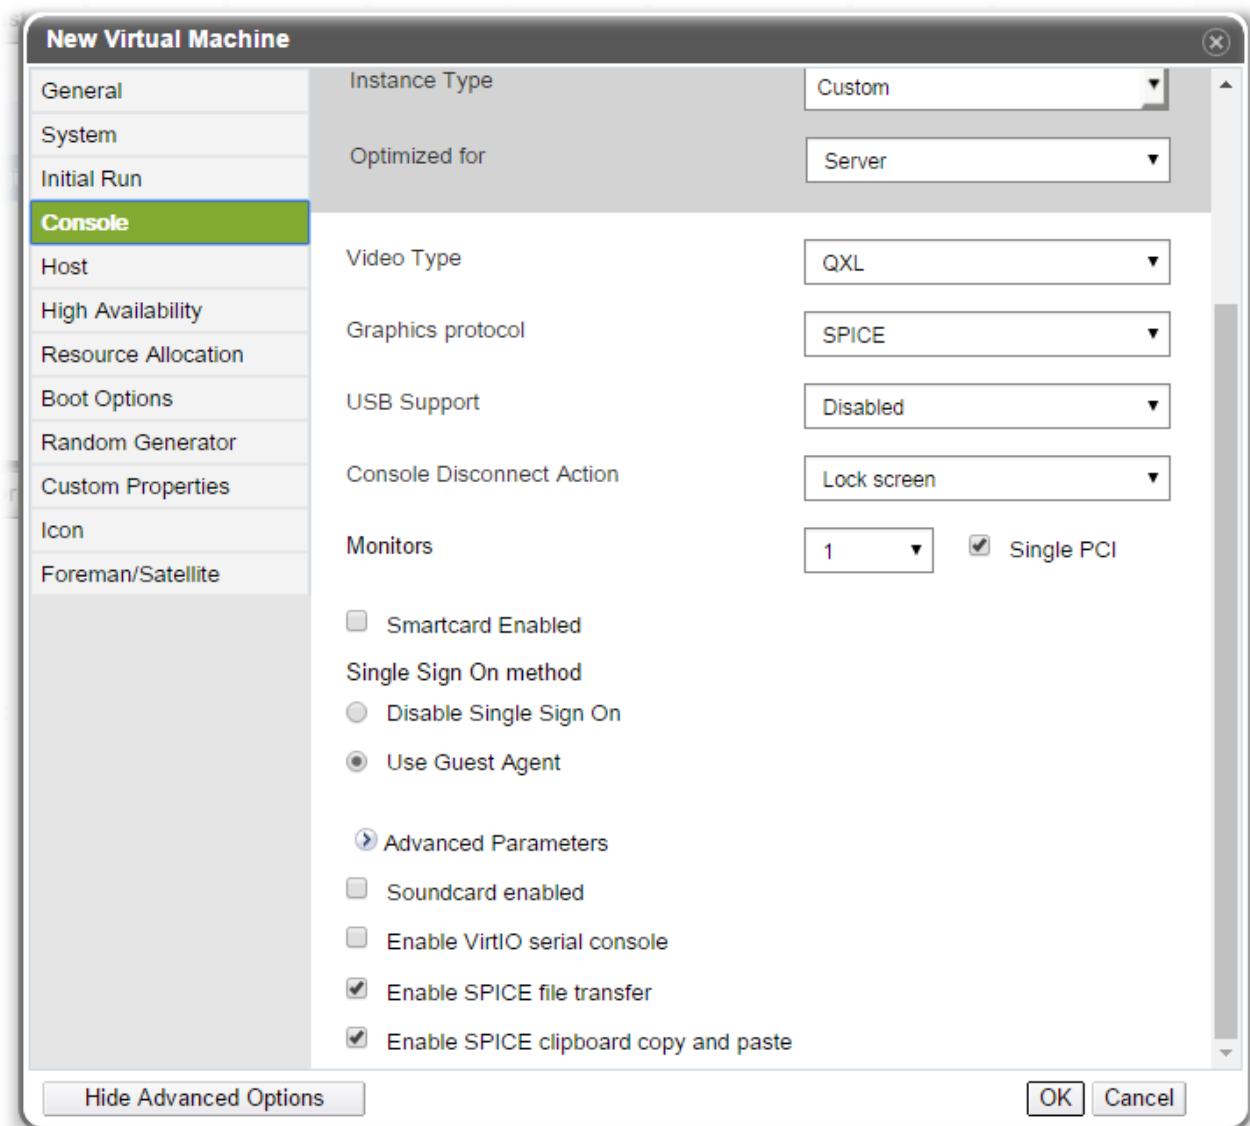 New Virtual Machine
General
System
Initial Run
Console
Host
High Availability
Resource Allocation
Boot Options
Random Generator
Custom Properties
Icon
Foreman/Satellite
Instance Type Custom
Optimized for Server
Video Type QXL
Graphics protocol SPICE
USB Support Disabled
Console Disconnect Action Lock screen
Monitors 1 Single PCI
Smartcard Enabled
Single Sign On method
Disable Single Sign On
Use Guest Agent
Advanced Parameters
Soundcard enabled
Enable VirtIO serial console
Enable SPICE file transfer
Enable SPICE clipboard copy and paste
Hide Advanced Options OK Cancel